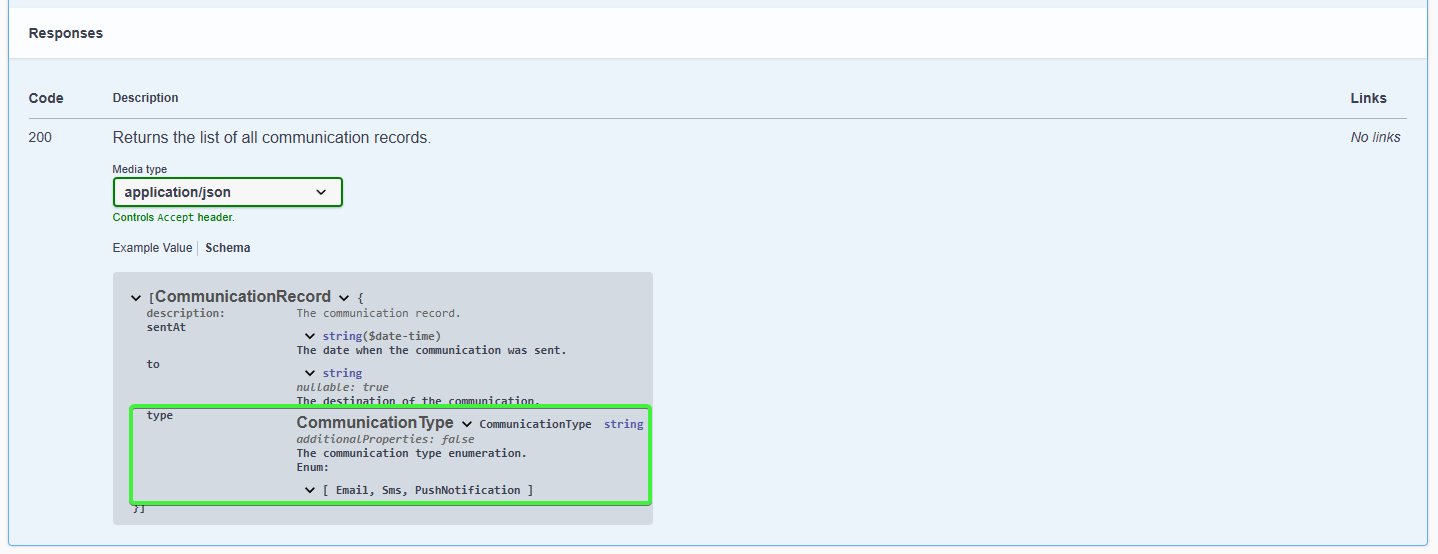 Responses
Code Description Links
200 Returns the list of all communication records. No links
Media type
application/json
Controls Accept header.
Example Value Schema
[CommunicationRecord {
description: The communication record.
sentAt
string($date-time)
The date when the communication was sent.
to
string
nullable: true
The destination of the communication.
type
CommunicationType CommunicationType string
additionalProperties: false
The communication type enumeration.
Enum:
[ Email, Sms, PushNotification ]
}]